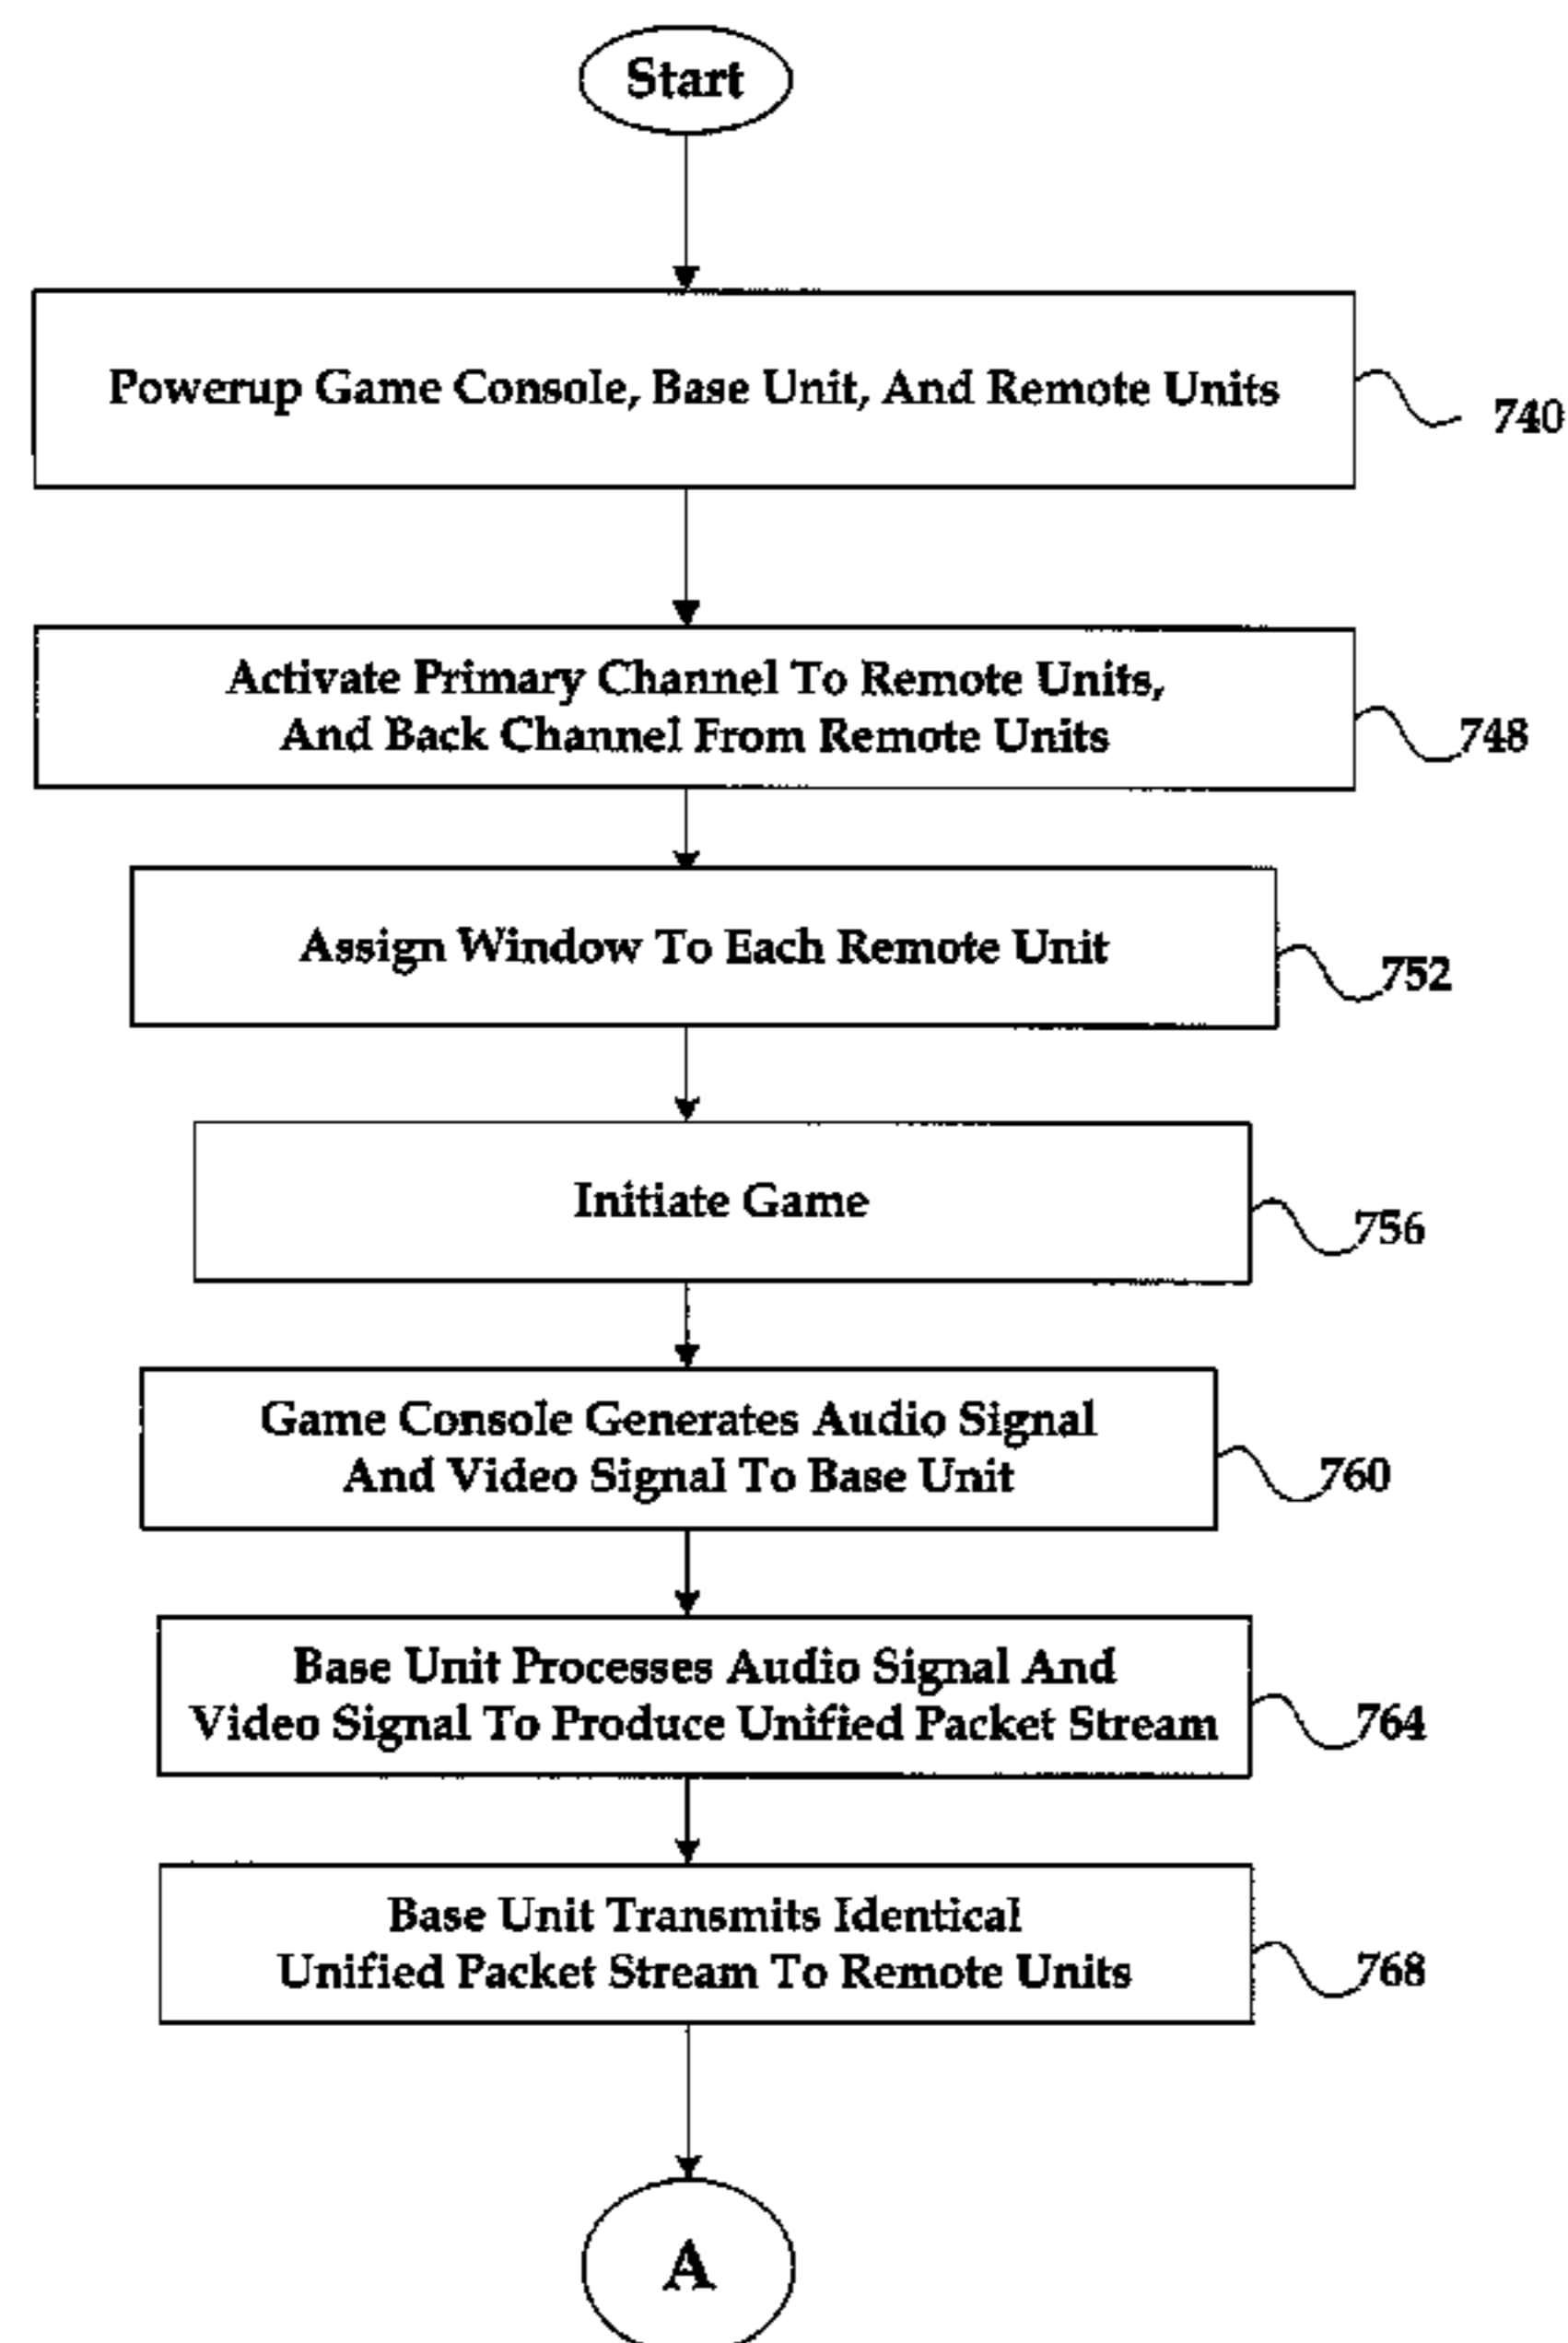 Start
Powerup Game Console, Base Unit, And Remote Units
740
Activate Primary Channel To Remote Units,
And Back Channel From Remote Units
748
Assign Window To Each Remote Unit
752
Initiate Game
756
Game Console Generates Audio Signal
And Video Signal To Base Unit
760
Base Unit Processes Audio Signal And
Video Signal To Produce Unified Packet Stream
764
Base Unit Transmits Identical
Unified Packet Stream To Remote Units
768
A